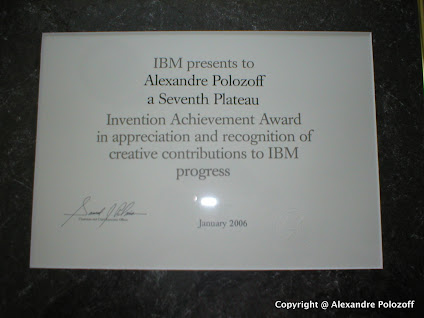 IBM presents to
Alexandre Polozoff
a Seventh Plateau
Invention Achievement Award
in appreciation and recognition of
creative contributions to IBM
progress
January 2006
Copyright @ Alexandre Polozoff